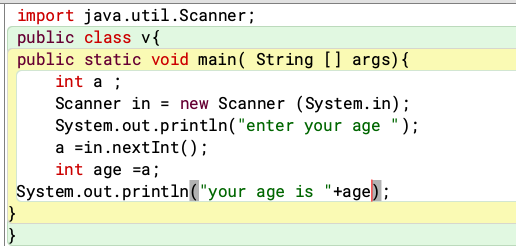 import java.util.Scanner;
public class v{
public static void main( String [] args){
    int a ;
    Scanner in = new Scanner (System.in);
    System.out.println("enter your age ");
    a =in.nextInt();
    int age =a;
System.out.println("your age is "+age);
}
}